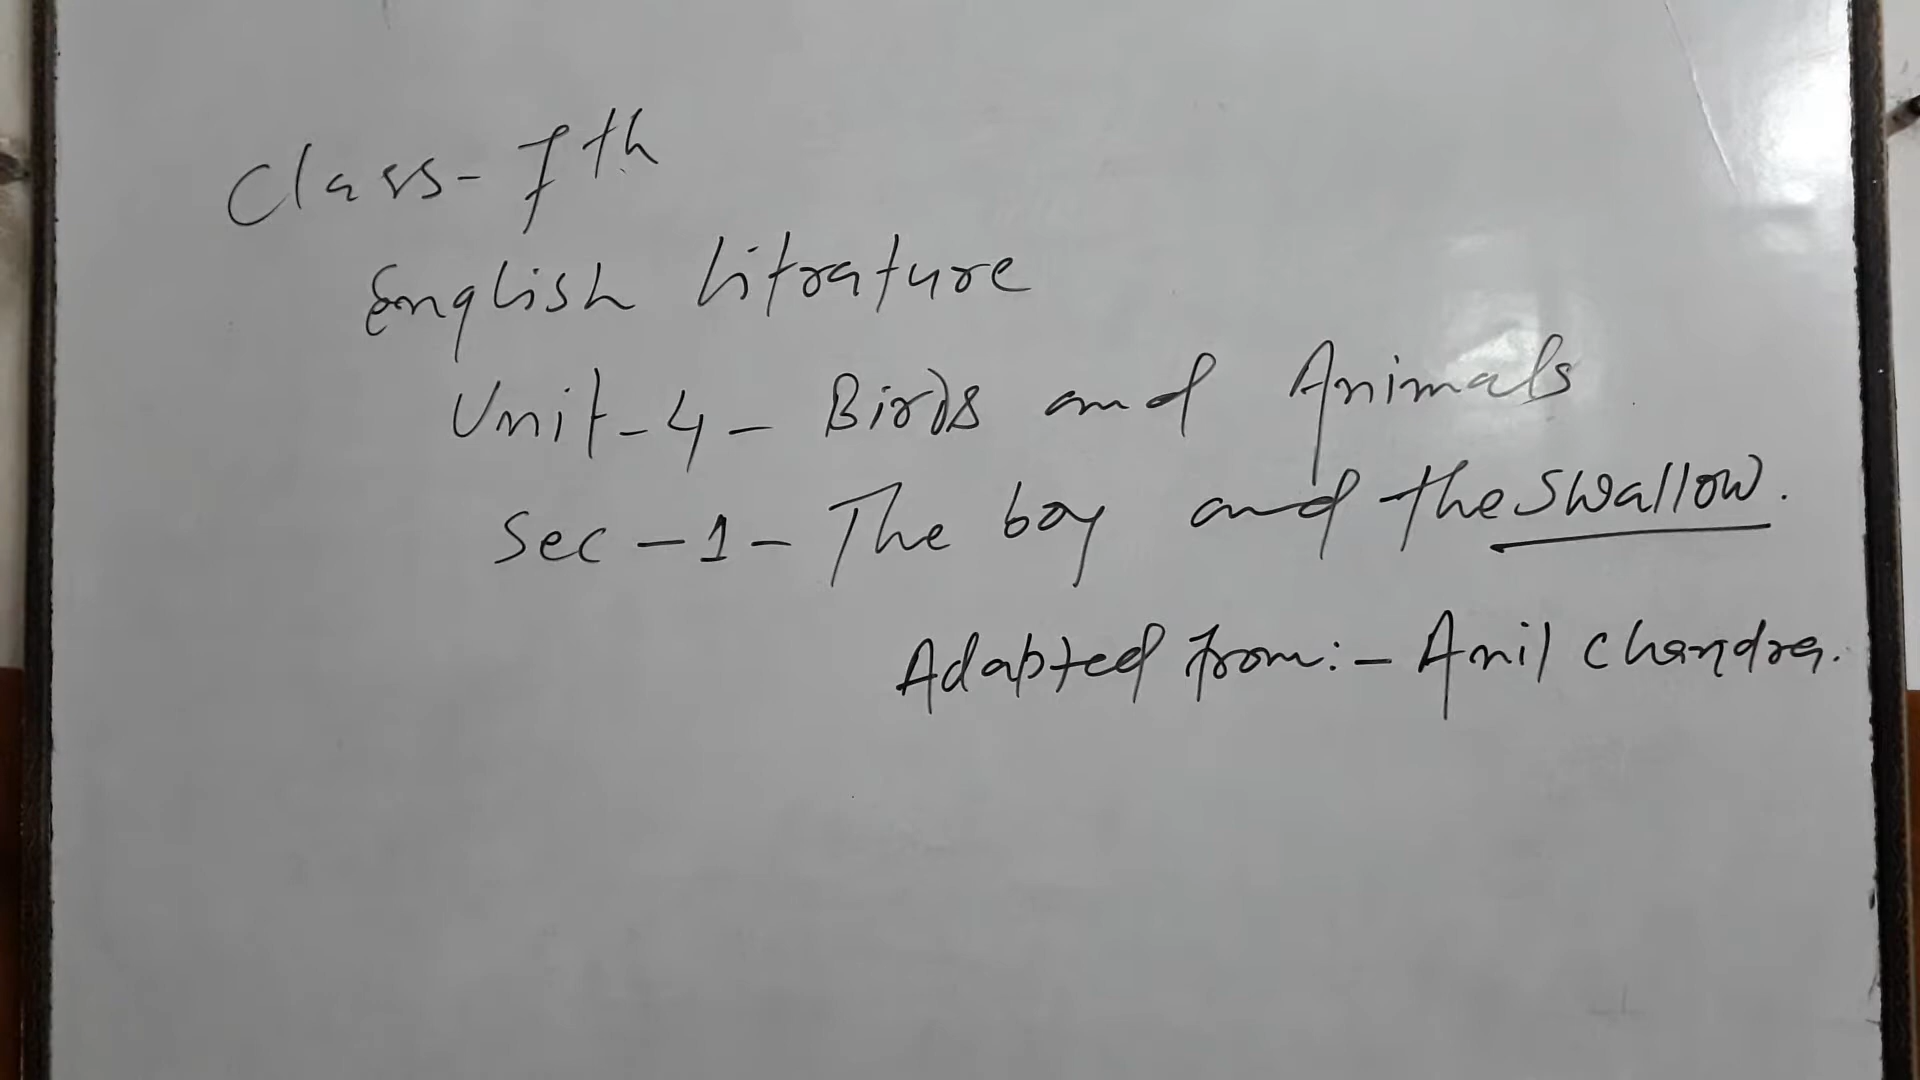 Class-7th
English litrature
Unit-4- Birds and Animals
Sec-1- The boy and the swallow.
Adapted from:- Anil Chandra.